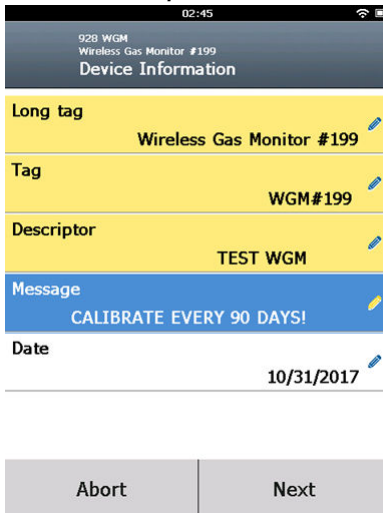 02:45
928 WGM
Wireless Gas Monitor #199
Device Information
Long tag
Wireless Gas Monitor #199
Tag
WGM#199
Descriptor
TEST WGM
Message
CALIBRATE EVERY 90 DAYS!
Date
10/31/2017
Abort
Next